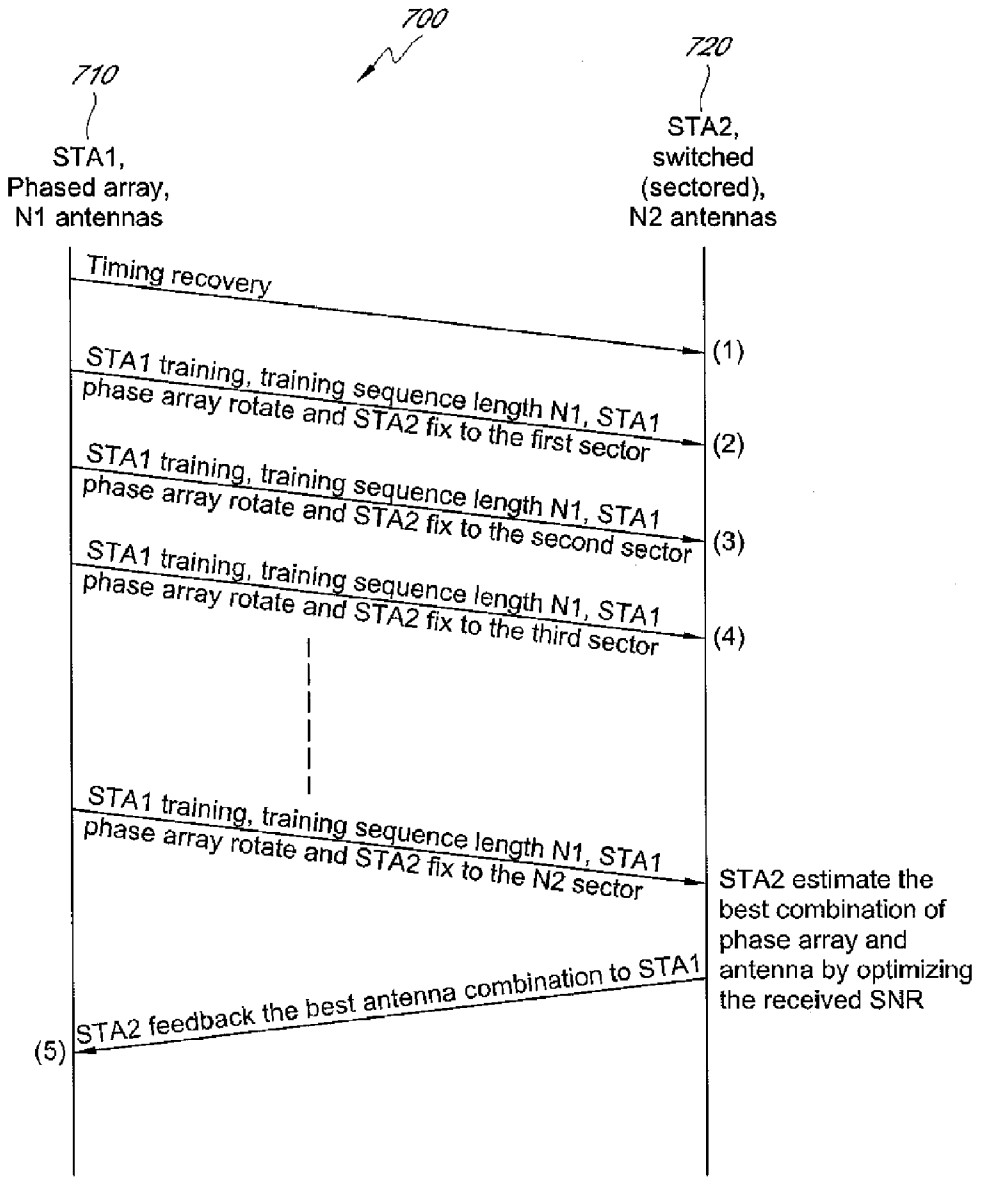 700
710
720
STA1,
Phased array,
N1 antennas
STA2,
switched
(sectored),
N2 antennas
Timing recovery
(1)
STA1 training, training sequence length N1, STA1
phase array rotate and STA2 fix to the first sector
(2)
STA1 training, training sequence length N1, STA1
phase array rotate and STA2 fix to the second sector
(3)
STA1 training, training sequence length N1, STA1
phase array rotate and STA2 fix to the third sector
(4)
STA1 training, training sequence length N1, STA1
phase array rotate and STA2 fix to the N2 sector
STA2 estimate the
best combination of
phase array and
antenna by optimizing
the received SNR
STA2 feedback the best antenna combination to STA1
(5)